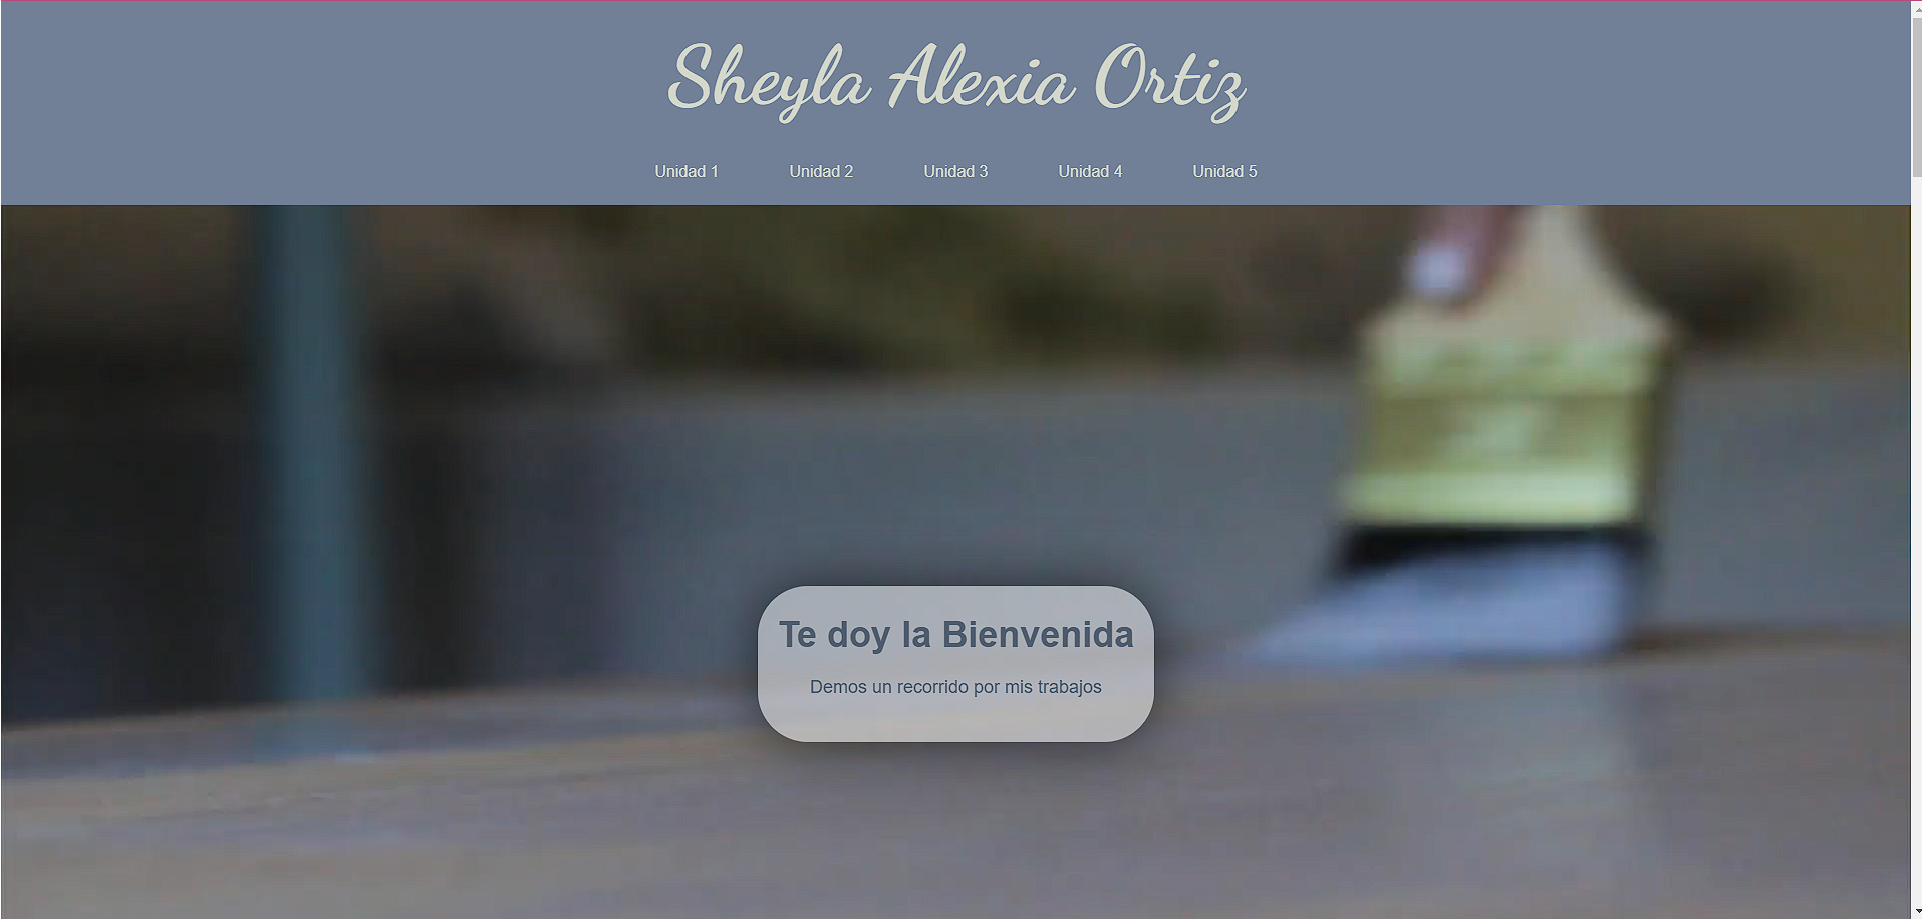 Sheyla Alexia Ortiz
Unidad 1 Unidad 2 Unidad 3 Unidad 4 Unidad 5
Te doy la Bienvenida
Demos un recorrido por mis trabajos